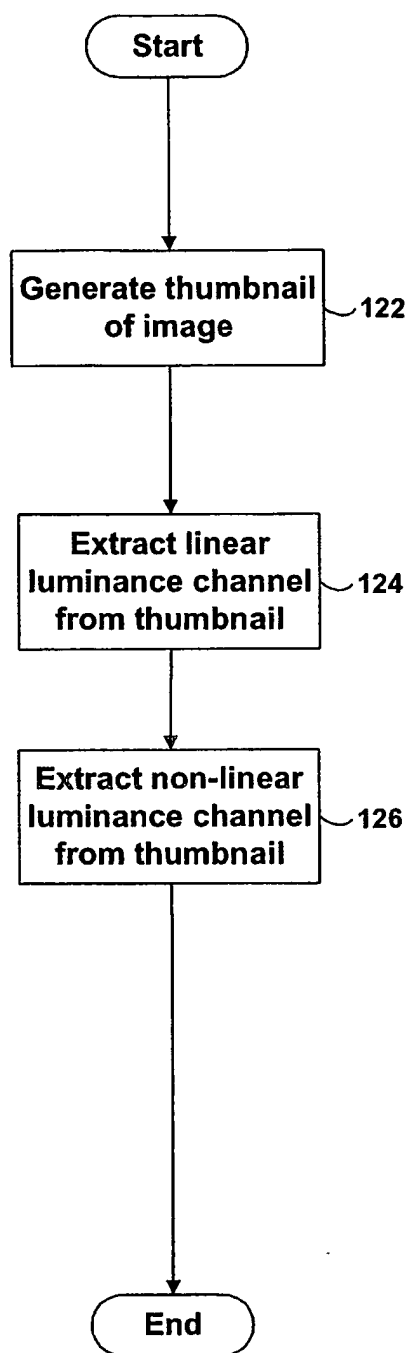 Start
Generate thumbnail
of image
122
Extract linear
luminance channel
from thumbnail
124
Extract non-linear
luminance channel
from thumbnail
126
End